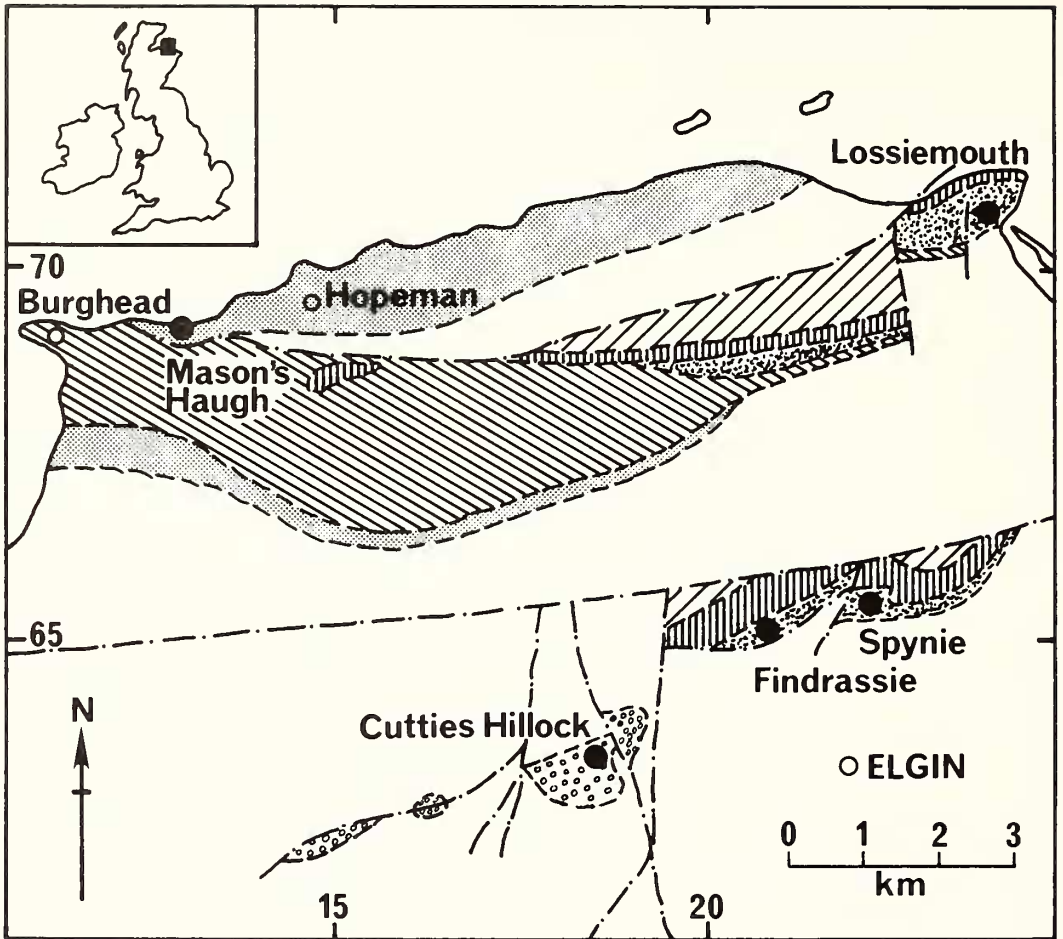 Lossiemouth
70
Burghead
Hopeman
Mason's
Haugh
65
Spynie
Findrassie
N
Cutties Hillock
ELGIN
0 1 2 3
km
15 20